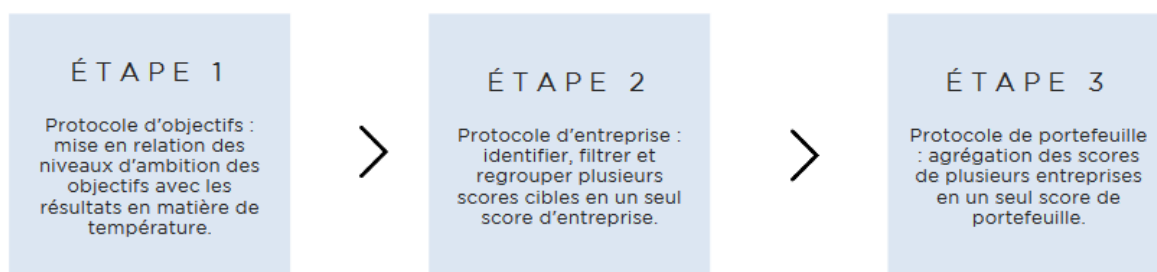 ÉTAPE 1
Protocole d'objectifs :
mise en relation des
niveaux d'ambition des
objectifs avec les
résultats en matière de
température.
ÉTAPE 2
Protocole d'entreprise :
identifier, filtrer et
regrouper plusieurs
scores cibles en un seul
score d'entreprise.
ÉTAPE 3
Protocole de portefeuille
: agrégation des scores
de plusieurs entreprises
en un seul score de
portefeuille.